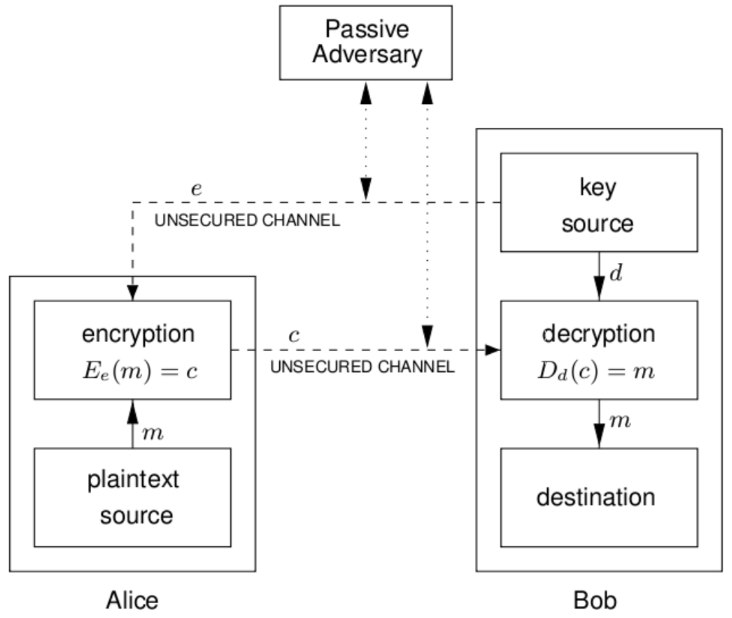 Passive
Adversary
key
source
e
UNSECURED CHANNEL
d
encryption
E_e(m) = c
c
UNSECURED CHANNEL
decryption
D_d(c) = m
m
m
plaintext
source
destination
Alice
Bob